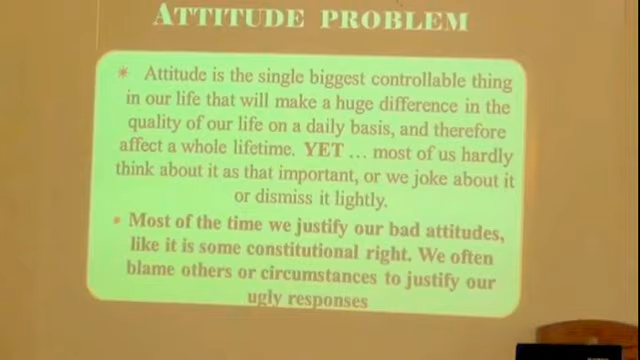 ATTITUDE PROBLEM
* Attitude is the single biggest controllable thing
in our life that will make a huge difference in the
quality of our life on a daily basis, and therefore
affect a whole lifetime. YET ... most of us hardly
think about it as that important, or we joke about it
or dismiss it lightly.
• Most of the time we justify our bad attitudes,
like it is some constitutional right. We often
blame others or circumstances to justify our
ugly responses